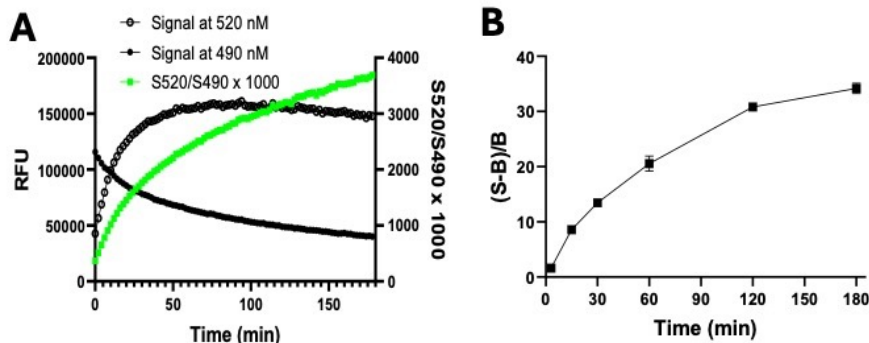 A
Signal at 520 nM
Signal at 490 nM
S520/S490 x 1000
200000
150000
100000
50000
0
RFU
4000
3000
2000
1000
0
S520/S490 x 1000
0
50
100
150
Time (min)
B
40
30
20
10
0
(S-B)/B
0
30
60
90
120
150
180
Time (min)